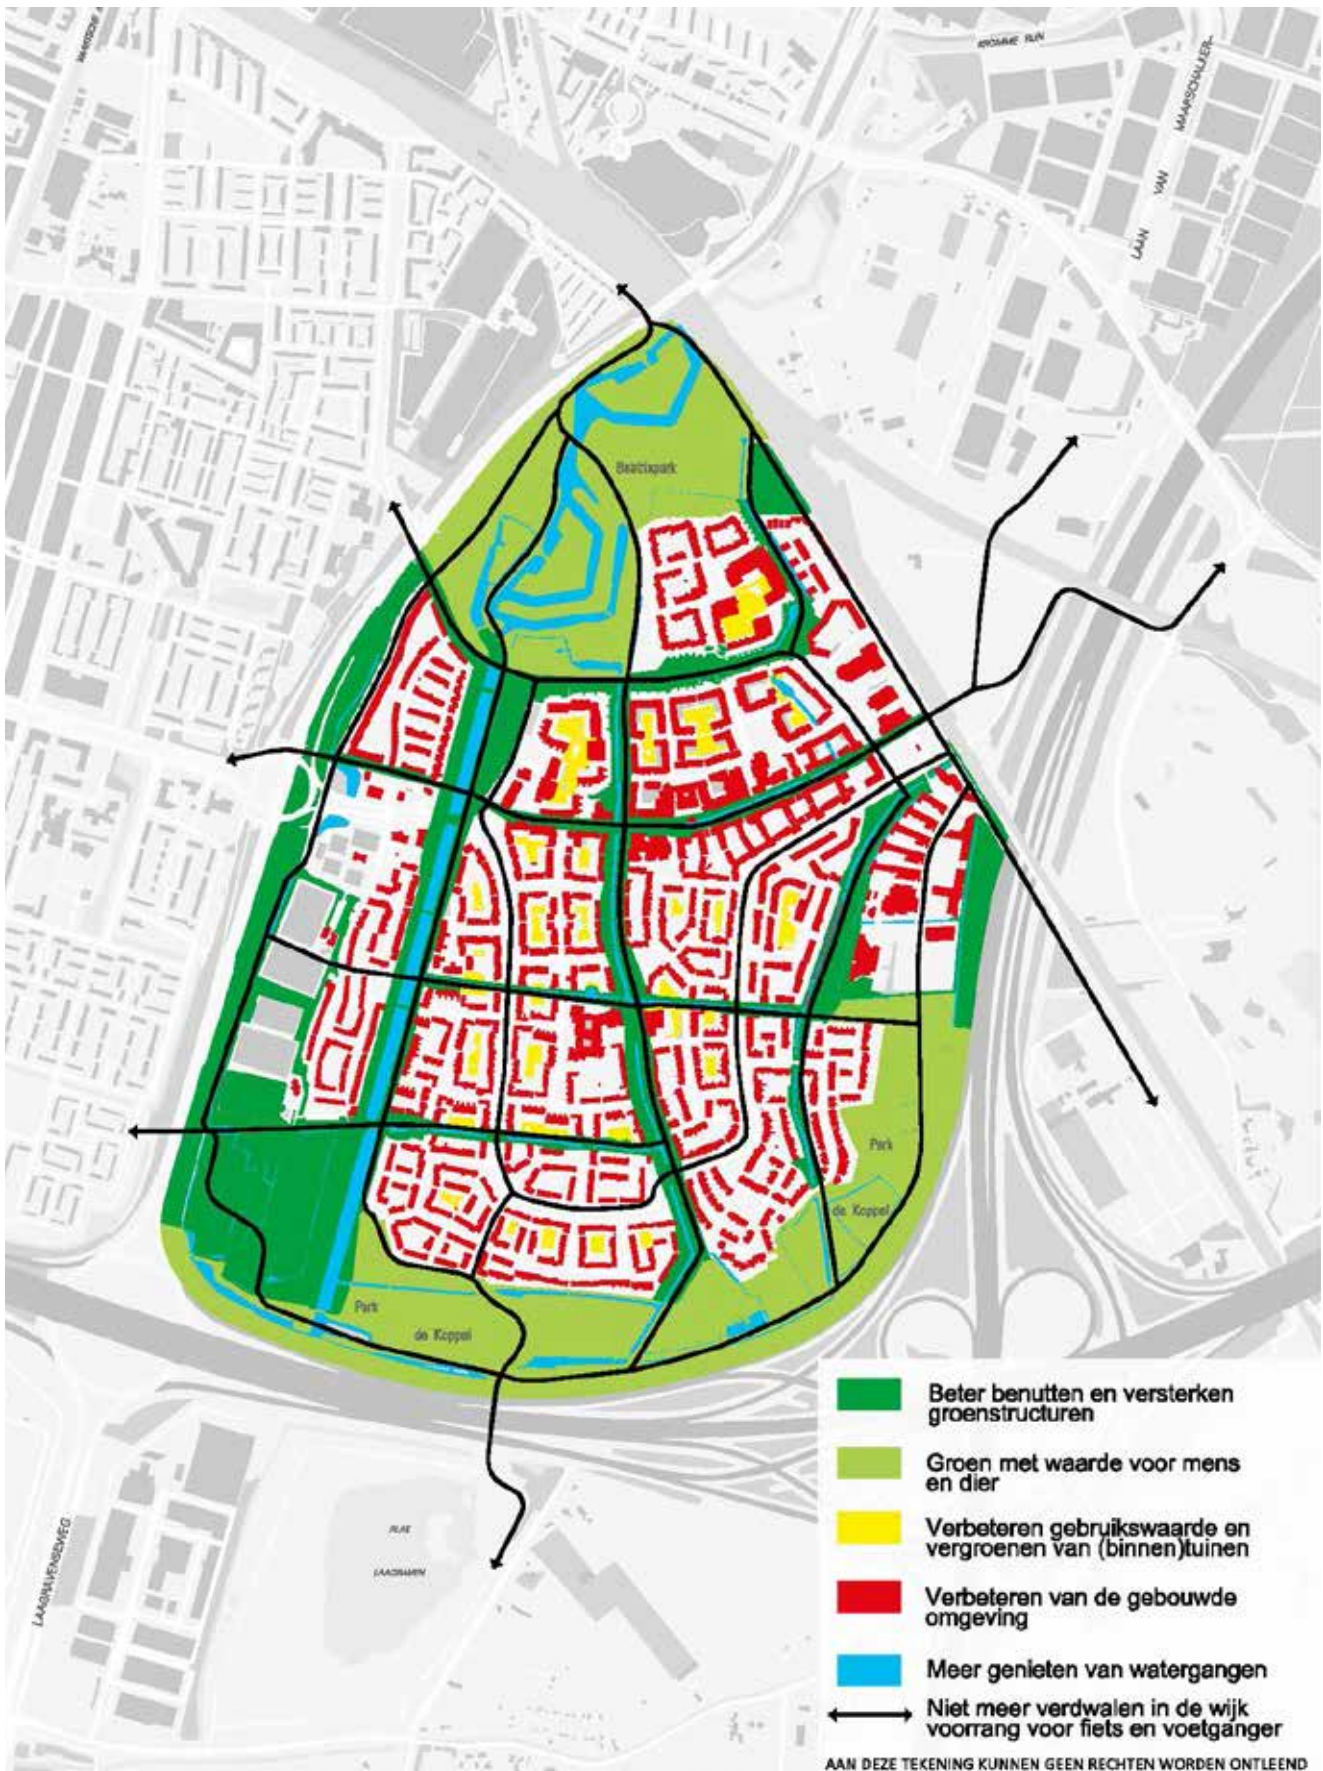 KROMME RIJN
LAAN VAN MAARSCHALKER
Beatrixpark
Park
de Koppel
Park
de Koppel
PLAS
LAAGRAVEN
LAAGRAVENSEWEG
Beter benutten en versterken
groenstructuren
Groen met waarde voor mens
en dier
Verbeteren gebruikswaarde en
vergroenen van (binnen)tuinen
Verbeteren van de gebouwde
omgeving
Meer genieten van watergangen
Niet meer verdwalen in de wijk
voorrang voor fiets en voetganger
AAN DEZE TEKENING KUNNEN GEEN RECHTEN WORDEN ONTLEEND